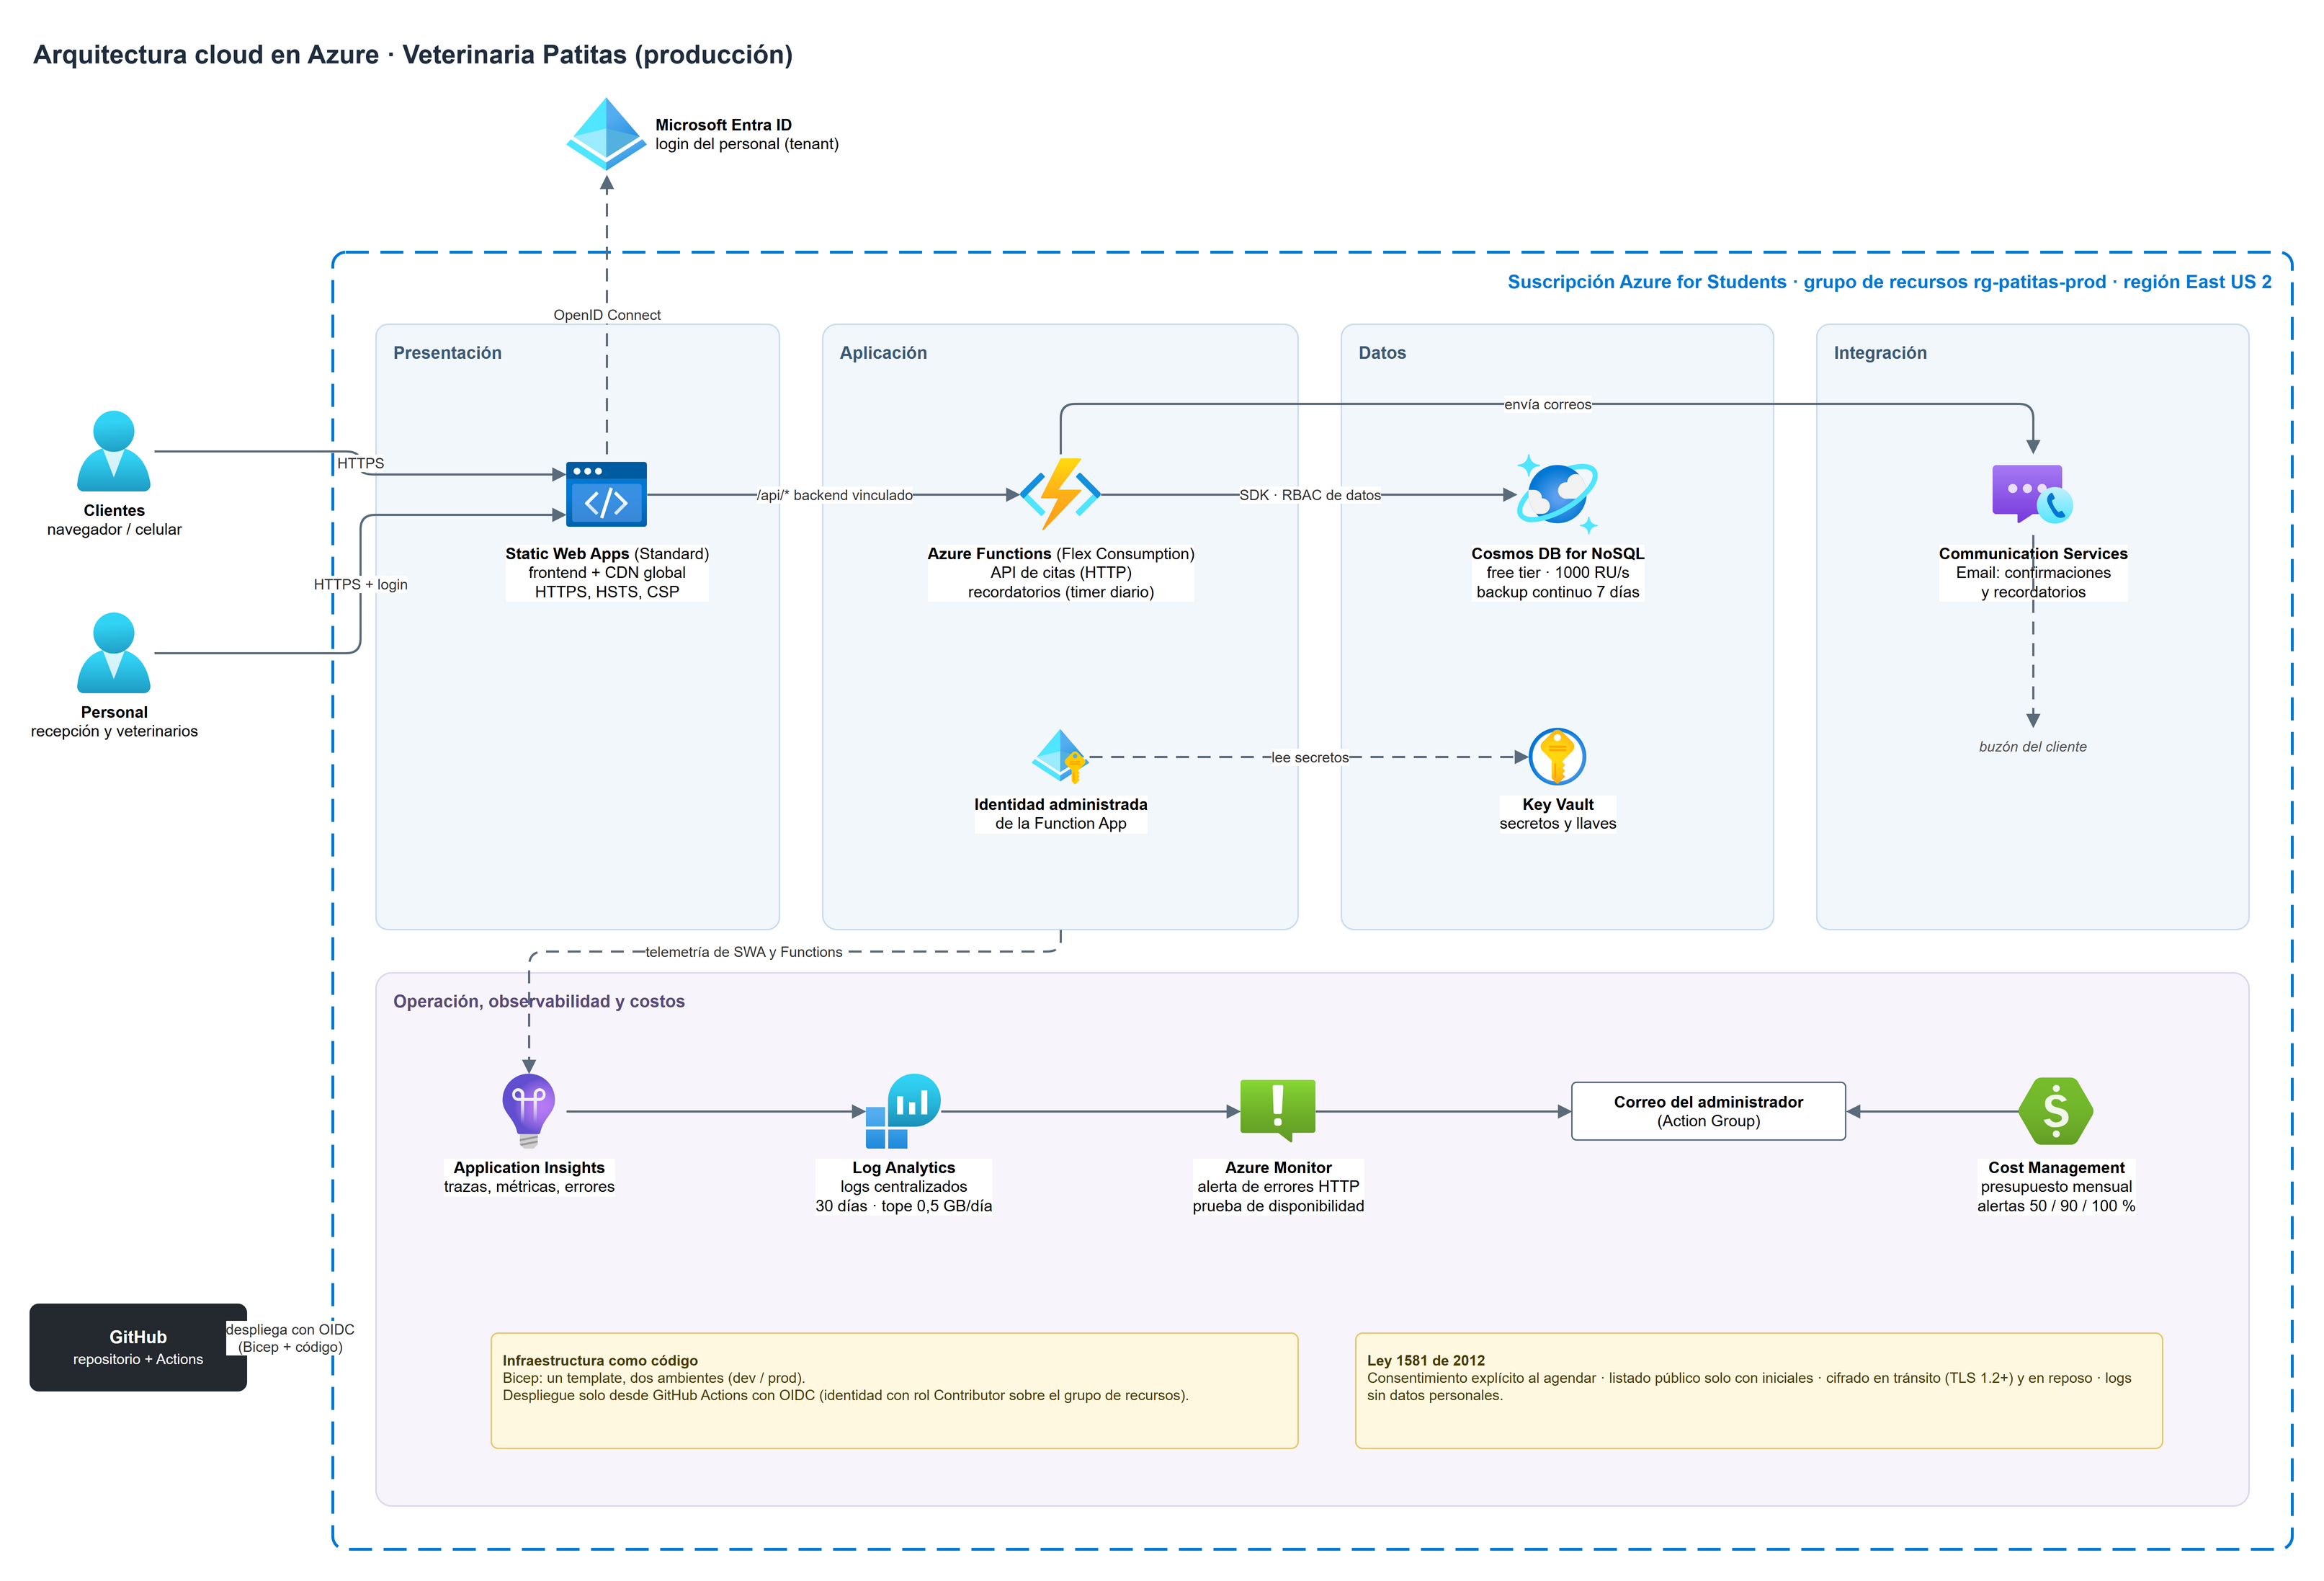 Arquitectura cloud en Azure · Veterinaria Patitas (producción)
Microsoft Entra ID
login del personal (tenant)
Suscripción Azure for Students · grupo de recursos rg-patitas-prod · región East US 2
OpenID Connect
Presentación
Aplicación
Datos
Integración
envía correos
HTTPS
/api/* backend vinculado
SDK · RBAC de datos
Clientes
navegador / celular
Static Web Apps (Standard)
frontend + CDN global
HTTPS, HSTS, CSP
Azure Functions (Flex Consumption)
API de citas (HTTP)
recordatorios (timer diario)
Cosmos DB for NoSQL
free tier · 1000 RU/s
backup continuo 7 días
Communication Services
Email: confirmaciones
y recordatorios
HTTPS + login
Personal
recepción y veterinarios
buzón del cliente
lee secretos
Identidad administrada
de la Function App
Key Vault
secretos y llaves
telemetría de SWA y Functions
Operación, observabilidad y costos
Application Insights
trazas, métricas, errores
Log Analytics
logs centralizados
30 días · tope 0,5 GB/día
Azure Monitor
alerta de errores HTTP
prueba de disponibilidad
Correo del administrador
(Action Group)
Cost Management
presupuesto mensual
alertas 50 / 90 / 100 %
GitHub
repositorio + Actions
despliega con OIDC
(Bicep + código)
Infraestructura como código
Bicep: un template, dos ambientes (dev / prod).
Despliegue solo desde GitHub Actions con OIDC (identidad con rol Contributor sobre el grupo de recursos).
Ley 1581 de 2012
Consentimiento explícito al agendar · listado público solo con iniciales · cifrado en tránsito (TLS 1.2+) y en reposo · logs
sin datos personales.